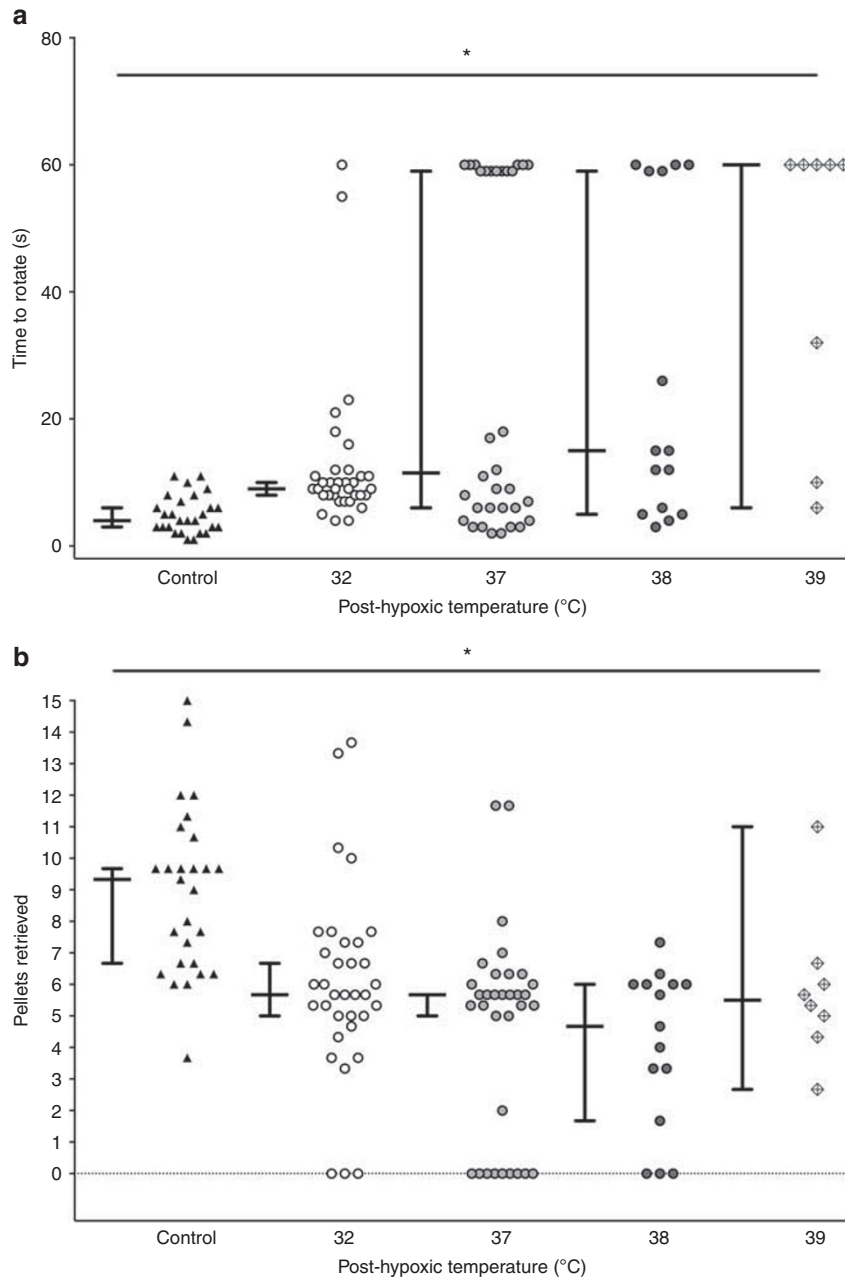 a
80
*
60
40
20
0
Time to rotate (s)
Control 32 37 38 39
Post-hypoxic temperature (°C)
b
*
15
14
13
12
11
10
9
8
7
6
5
4
3
2
1
0
Pellets retrieved
Control 32 37 38 39
Post-hypoxic temperature (°C)